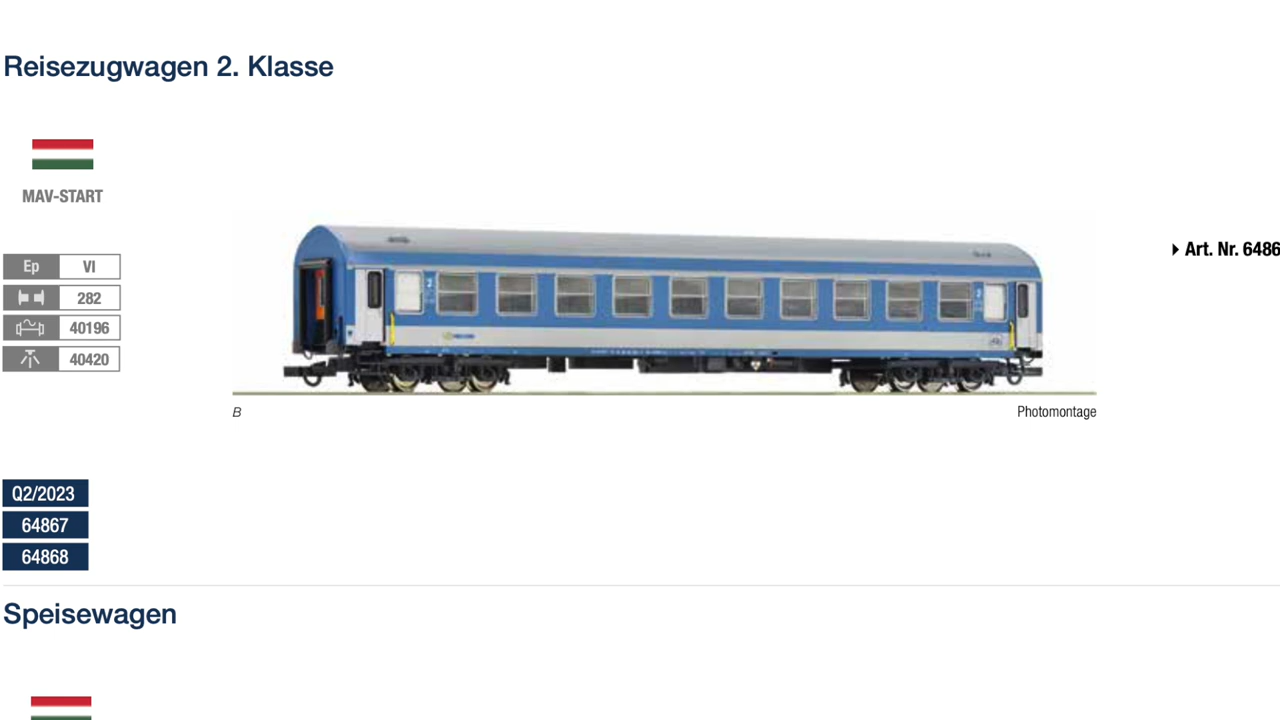 Reisezugwagen 2. Klasse
MAV-START
Art. Nr. 6486
Ep VI
282
40196
40420
B
Photomontage
Q2/2023
64867
64868
Speisewagen